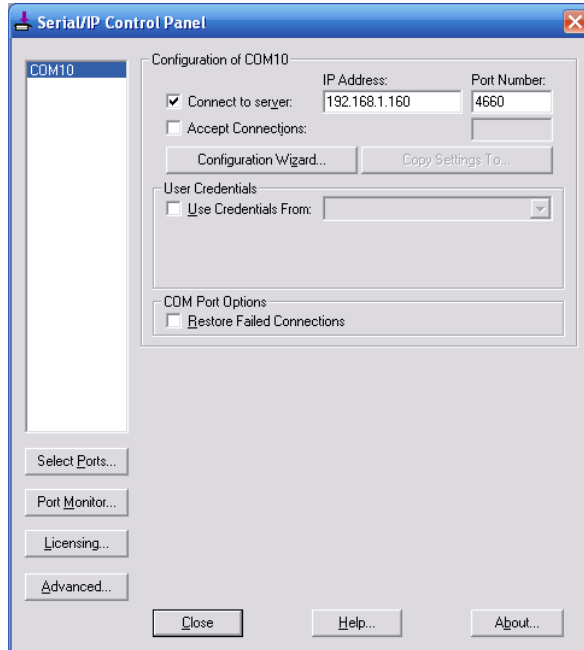 Serial/IP Control Panel
COM10
Configuration of COM10
IP Address: Port Number:
Connect to server: 192.168.1.160 4660
Accept Connections:
Configuration Wizard... Copy Settings To...
User Credentials
Use Credentials From:
COM Port Options
Restore Failed Connections
Select Ports...
Port Monitor...
Licensing...
Advanced...
Close Help... About...